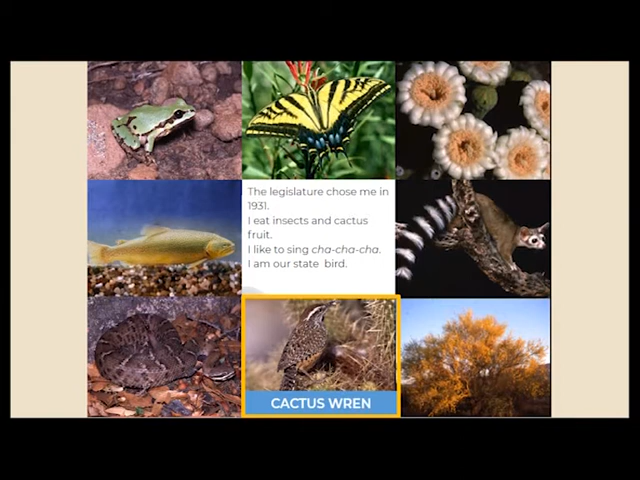 The legislature chose me in
1931.
I eat insects and cactus
fruit.
I like to sing cha-cha-cha.
I am our state bird.
CACTUS WREN